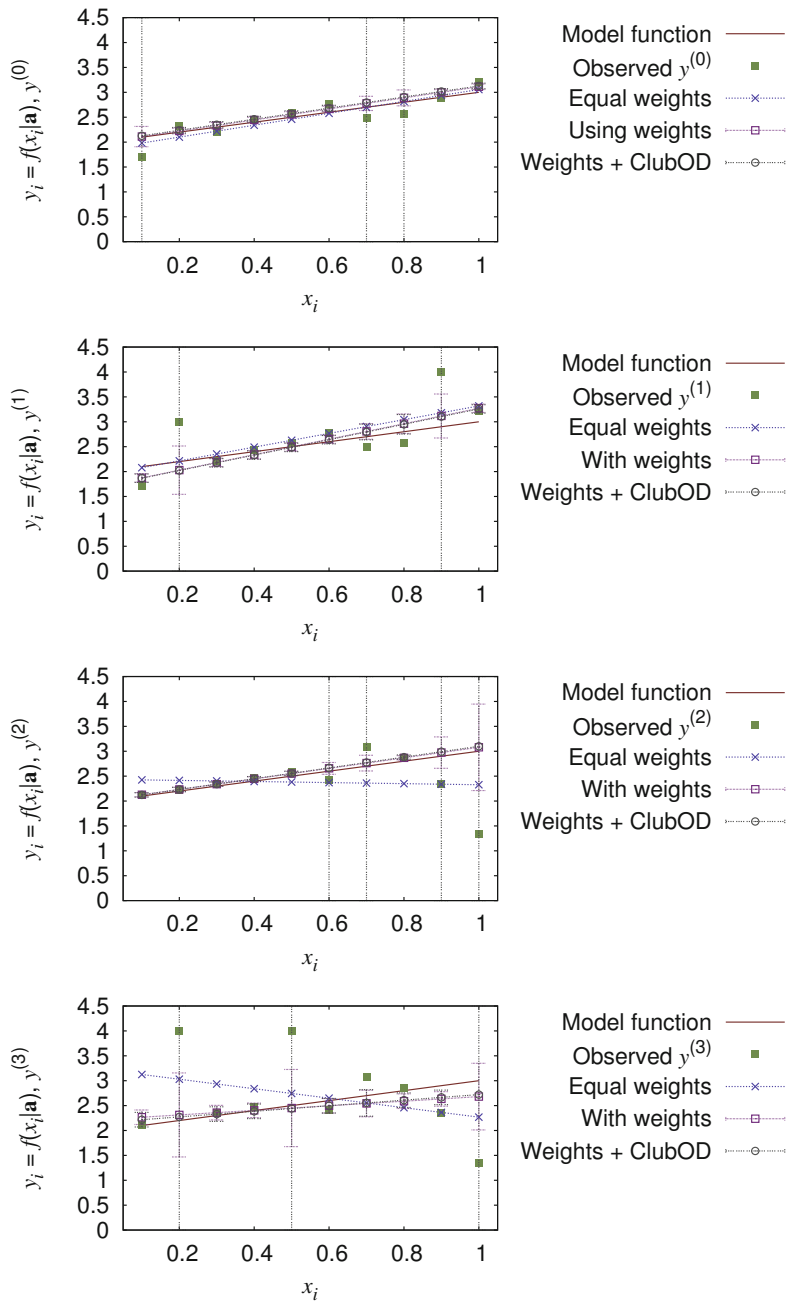 Model function
Observed y^(0)
Equal weights
Using weights
Weights + ClubOD
y_i = f(x_i|a), y^(0)
4.5
4
3.5
3
2.5
2
1.5
1
0.5
0
0.2 0.4 0.6 0.8 1
x_i
Model function
Observed y^(1)
Equal weights
With weights
Weights + ClubOD
y_i = f(x_i|a), y^(1)
4.5
4
3.5
3
2.5
2
1.5
1
0.5
0
0.2 0.4 0.6 0.8 1
x_i
Model function
Observed y^(2)
Equal weights
With weights
Weights + ClubOD
y_i = f(x_i|a), y^(2)
4.5
4
3.5
3
2.5
2
1.5
1
0.5
0
0.2 0.4 0.6 0.8 1
x_i
Model function
Observed y^(3)
Equal weights
With weights
Weights + ClubOD
y_i = f(x_i|a), y^(3)
4.5
4
3.5
3
2.5
2
1.5
1
0.5
0
0.2 0.4 0.6 0.8 1
x_i